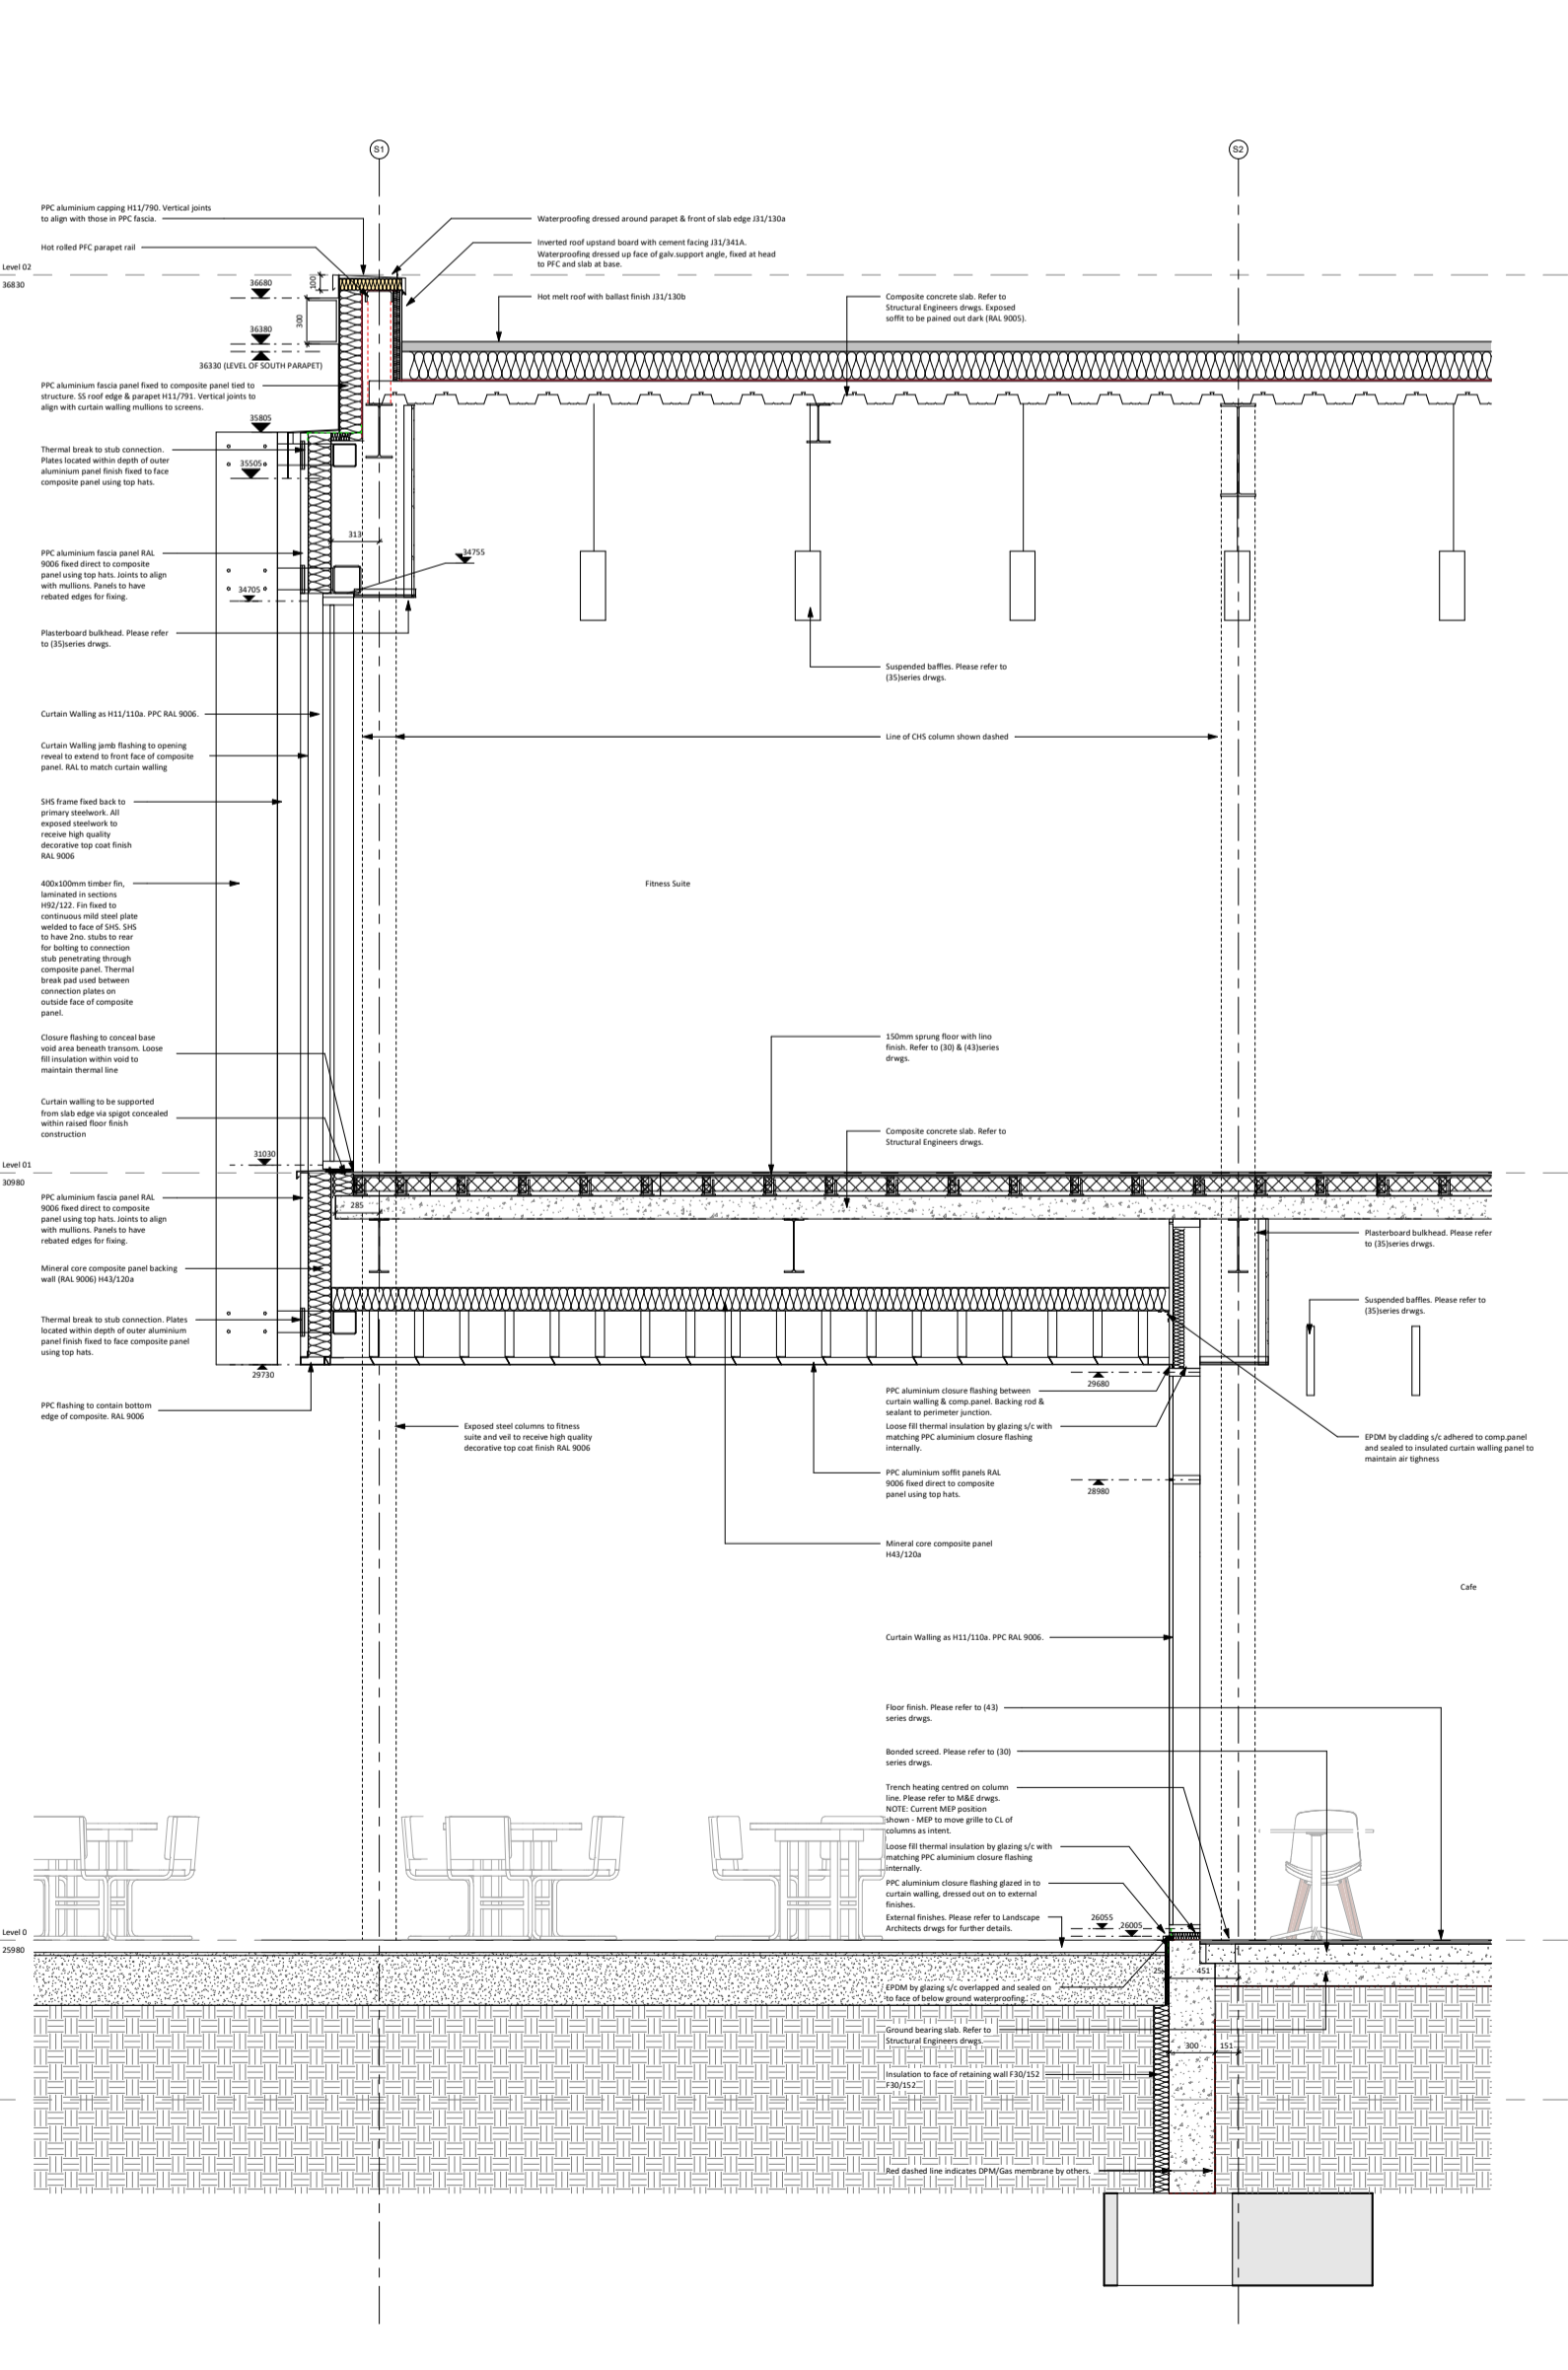 S1
S2
PPC aluminium capping H11/790. Vertical joints
to align with those in PPC fascia.
Hot rolled PFC parapet rail
Waterproofing dressed around parapet & front of slab edge J31/130a
Inverted roof upstand board with cement facing J31/341A.
Waterproofing dressed up face of galv.support angle, fixed at head
to PFC and slab at base.
Level 02
36830
100
36680
300
36380
36330 (LEVEL OF SOUTH PARAPET)
Hot melt roof with ballast finish J31/130b
Composite concrete slab. Refer to
Structural Engineers drwgs. Exposed
soffit to be pained out dark (RAL 9005).
PPC aluminium fascia panel fixed to composite panel tied to
structure. SS roof edge & parapet H11/791. Vertical joints to
align with curtain walling mullions to screens.
35805
Thermal break to stub connection.
Plates located within depth of outer
aluminium panel finish fixed to face
composite panel using top hats.
35505
313
34755
PPC aluminium fascia panel RAL
9006 fixed direct to composite
panel using top hats. Joints to align
with mullions. Panels to have
rebated edges for fixing.
34705
Plasterboard bulkhead. Please refer
to (35)series drwgs.
Suspended baffles. Please refer to
(35)series drwgs.
Curtain Walling as H11/110a. PPC RAL 9006.
Line of CHS column shown dashed
Curtain Walling jamb flashing to opening
reveal to extend to front face of composite
panel. RAL to match curtain walling
SHS frame fixed back to
primary steelwork. All
exposed steelwork to
receive high quality
decorative top coat finish
RAL 9006
400x100mm timber fin,
laminated in sections
H92/122. Fin fixed to
continuous mild steel plate
welded to face of SHS. SHS
to have 2no. stubs to rear
for bolting to connection
stub penetrating through
composite panel. Thermal
break pad used between
connection plates on
outside face of composite
panel.
Fitness Suite
Closure flashing to conceal base
void area beneath transom. Loose
fill insulation within void to
maintain thermal line
150mm sprung floor with lino
finish. Refer to (30) & (43)series
drwgs.
Curtain walling to be supported
from slab edge via spigot concealed
within raised floor finish
construction
Composite concrete slab. Refer to
Structural Engineers drwgs.
31030
Level 01
30980
285
PPC aluminium fascia panel RAL
9006 fixed direct to composite
panel using top hats. Joints to align
with mullions. Panels to have
rebated edges for fixing.
Plasterboard bulkhead. Please refer
to (35)series drwgs.
Mineral core composite panel backing
wall (RAL 9006) H43/120a
Suspended baffles. Please refer to
(35)series drwgs.
Thermal break to stub connection. Plates
located within depth of outer aluminium
panel finish fixed to face composite panel
using top hats.
29730
29680
PPC flashing to contain bottom
edge of composite. RAL 9006
PPC aluminium closure flashing between
curtain walling & comp.panel. Backing rod &
sealant to perimeter junction.
Exposed steel columns to fitness
suite and veil to receive high quality
decorative top coat finish RAL 9006
Loose fill thermal insulation by glazing s/c with
matching PPC aluminium closure flashing
internally.
EPDM by cladding s/c adhered to comp.panel
and sealed to insulated curtain walling panel to
maintain air tighness
PPC aluminium soffit panels RAL
9006 fixed direct to composite
panel using top hats.
28980
Mineral core composite panel
H43/120a
Cafe
Curtain Walling as H11/110a. PPC RAL 9006.
Floor finish. Please refer to (43)
series drwgs.
Bonded screed. Please refer to (30)
series drwgs.
Trench heating centred on column
line. Please refer to M&E drwgs.
NOTE: Current MEP position
shown - MEP to move grille to CL of
columns as intent.
Loose fill thermal insulation by glazing s/c with
matching PPC aluminium closure flashing
internally.
PPC aluminium closure flashing glazed in to
curtain walling, dressed out on to external
finishes.
External finishes. Please refer to Landscape
Architects drwgs for further details.
26055
26005
Level 0
25980
451
EPDM by glazing s/c overlapped and sealed on
to face of below ground waterproofing
Ground bearing slab. Refer to
Structural Engineers drwgs.
300
151
Insulation to face of retaining wall F30/152
F30/152
Red dashed line indicates DPM/Gas membrane by others.